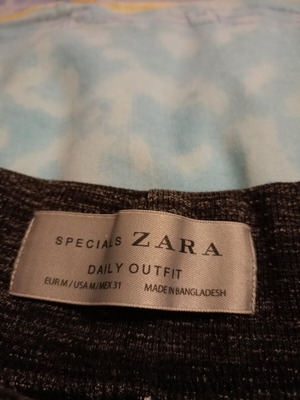 SPECIALS ZARA
DAILY OUTFIT
EUR M / USA M / MEX 31 MADE IN BANGLADESH